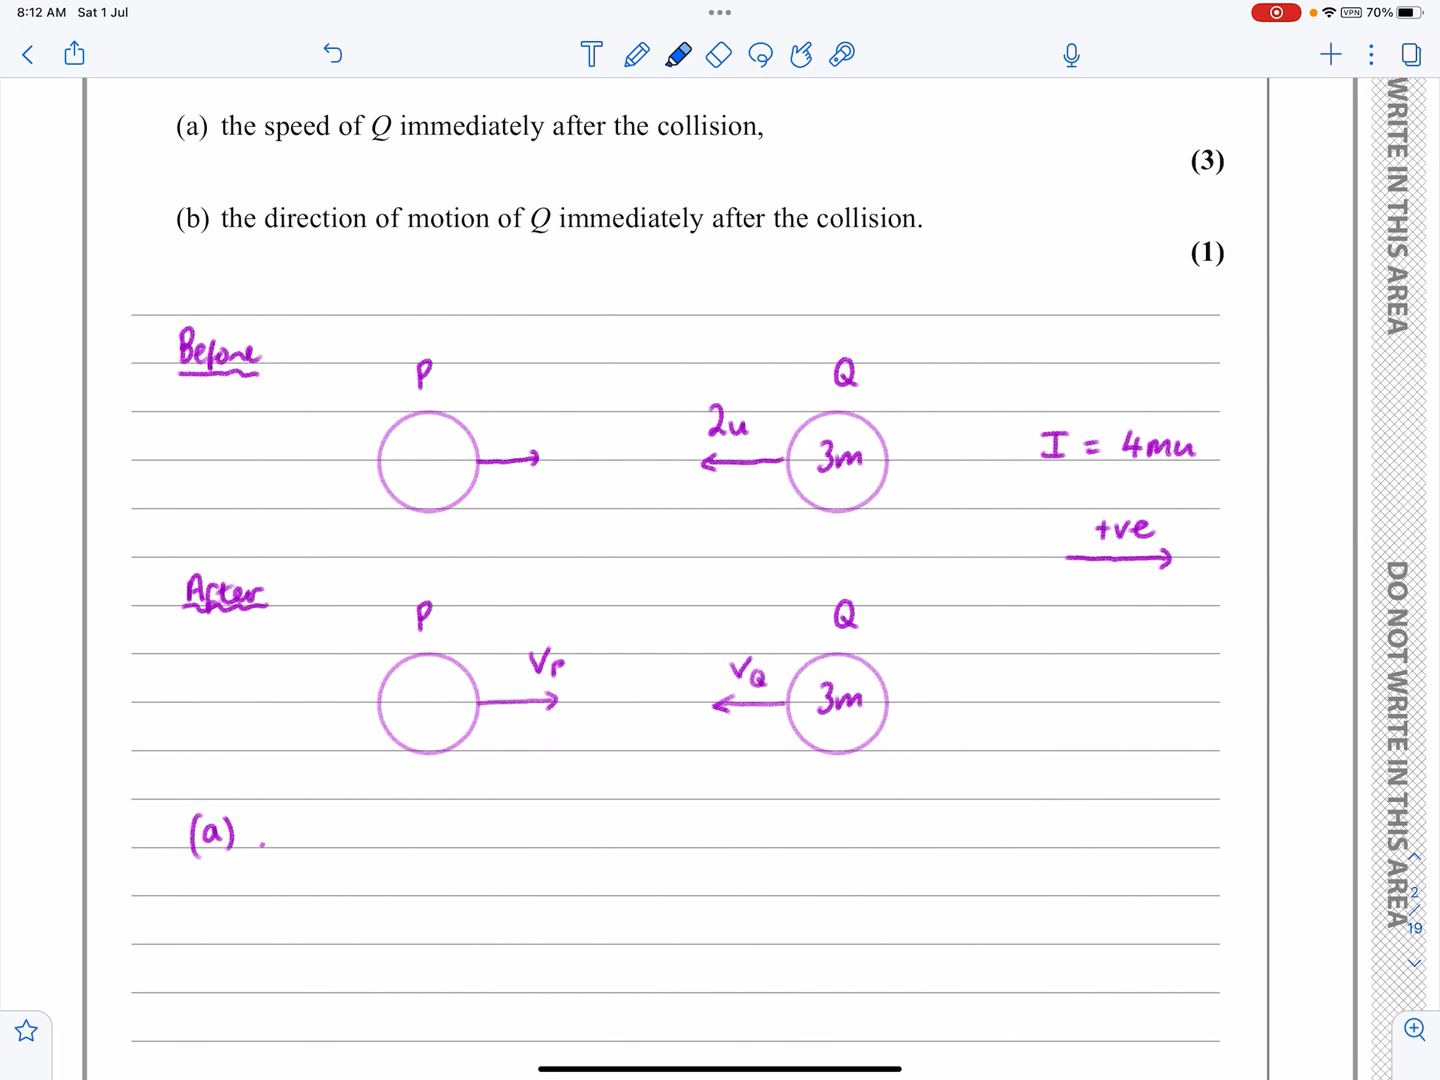 8:12 AM Sat 1 Jul
VPN 70%
(a) the speed of Q immediately after the collision,
(3)
(b) the direction of motion of Q immediately after the collision.
(1)
Before
P
Q
2u
3m
I = 4mu
+ve
After
P
Q
VP
VQ
3m
(a) .
WRITE IN THIS AREA
DO NOT WRITE IN THIS AREA
2
/
19